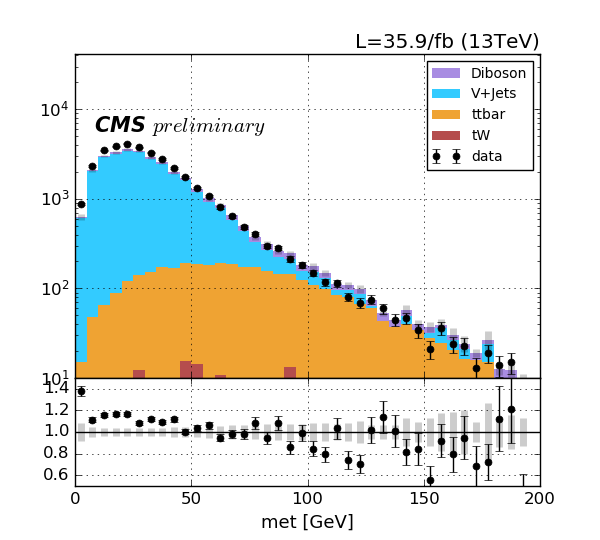 L=35.9/fb (13TeV)
Diboson
V+Jets
ttbar
tW
data
CMS preliminary
10⁴
10³
10²
10¹
1.4
1.2
1.0
0.8
0.6
0 50 100 150 200
met [GeV]